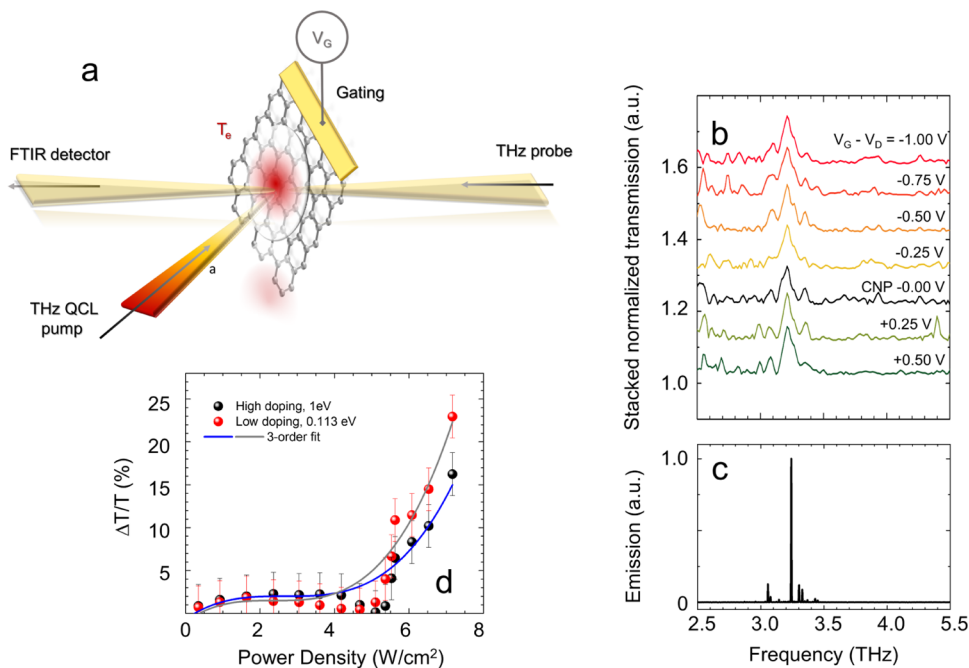 a
V_G
Gating
T_e
FTIR detector
THz probe
a
THz QCL
pump
b
Stacked normalized transmission (a.u.)
1.6
1.4
1.2
1.0
V_G - V_D = -1.00 V
-0.75 V
-0.50 V
-0.25 V
CNP -0.00 V
+0.25 V
+0.50 V
c
Emission (a.u.)
1.0
0
2.5 3.0 3.5 4.5 5.5
Frequency (THz)
d
ΔT/T (%)
25
20
15
10
5
High doping, 1eV
Low doping, 0.113 eV
3-order fit
0 2 4 6 8
Power Density (W/cm²)